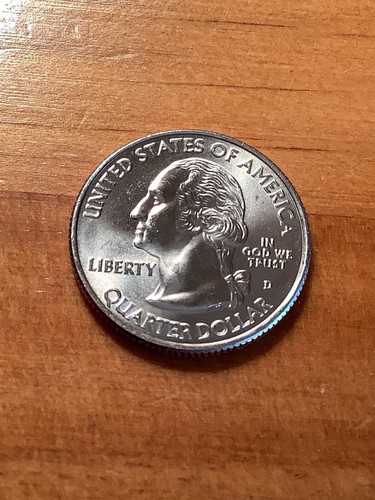 UNITED STATES OF AMERICA
LIBERTY
IN
GOD WE
TRUST
D
QUARTER DOLLAR